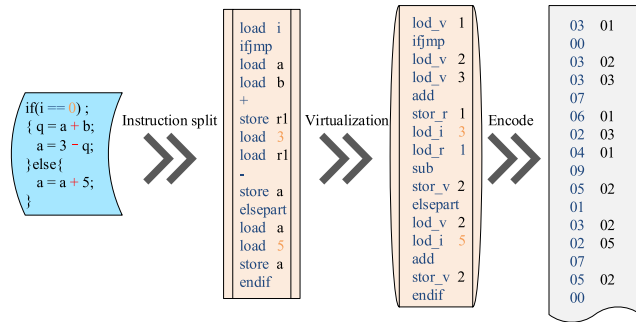 if(i == 0) ;
{ q = a + b;
a = 3 - q;
}else{
a = a + 5;
}
Instruction split
load i
ifjmp
load a
load b
+
store r1
load 3
load r1
-
store a
elsepart
load a
load 5
store a
endif
Virtualization
lod_v 1
ifjmp
lod_v 2
lod_v 3
add
stor_r 1
lod_i 3
lod_r 1
sub
stor_v 2
elsepart
lod_v 2
lod_i 5
add
stor_v 2
endif
Encode
03 01
00
03 02
03 03
07
06 01
02 03
04 01
09
05 02
01
03 02
02 05
07
05 02
00